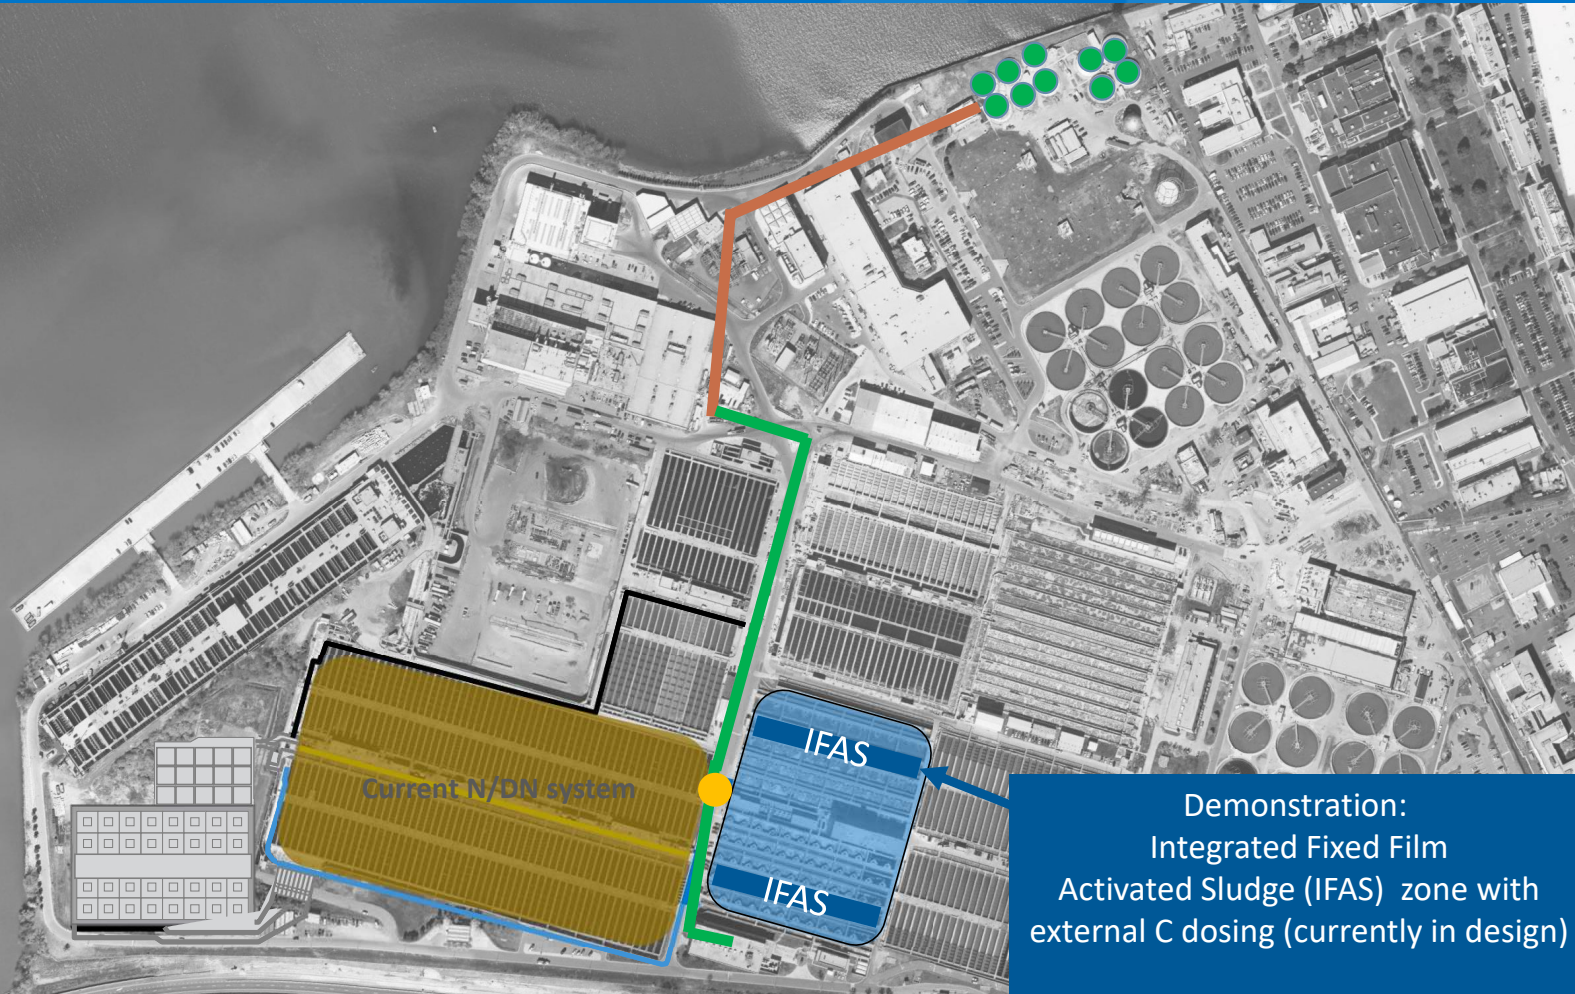 IFAS
Current N/DN system
IFAS
Demonstration:
Integrated Fixed Film
Activated Sludge (IFAS) zone with
external C dosing (currently in design)